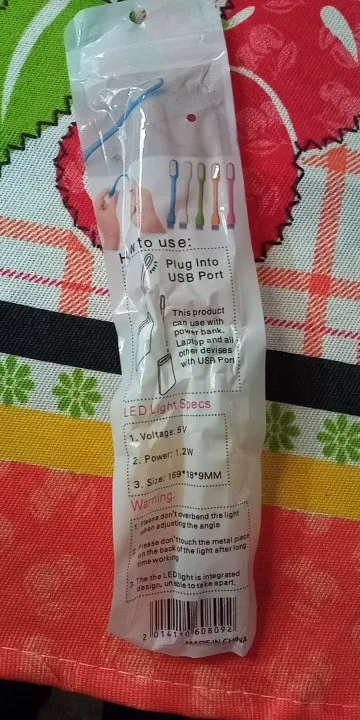 How to use:
Plug Into
USB Port
This product
can use with
power bank,
Laptop and all
other devises
with USB Port
LED Light Specs
1. Voltage: 5V
2. Power: 1.2W
3. Size: 169*18*9MM
Warning:
1. Please don't overbend the light
when adjusting the angle
2. Please don't touch the metal piece
on the back of the light after long
time working
3. The the LED light is integrated
design, unable to take apart.
2 014110 608092
MADE IN CHINA